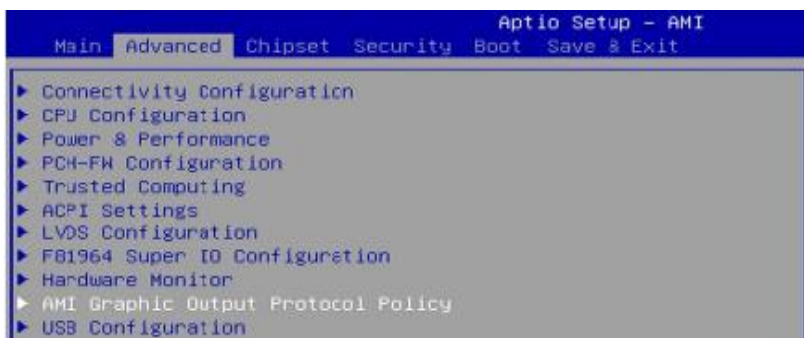 Aptio Setup - AMI
Main Advanced Chipset Security Boot Save & Exit
Connectivity Configuration
CPU Configuration
Power & Performance
PCH-FW Configuration
Trusted Computing
ACPI Settings
LVDS Configuration
F81964 Super IO Configuration
Hardware Monitor
AMI Graphic Output Protocol Policy
USB Configuration